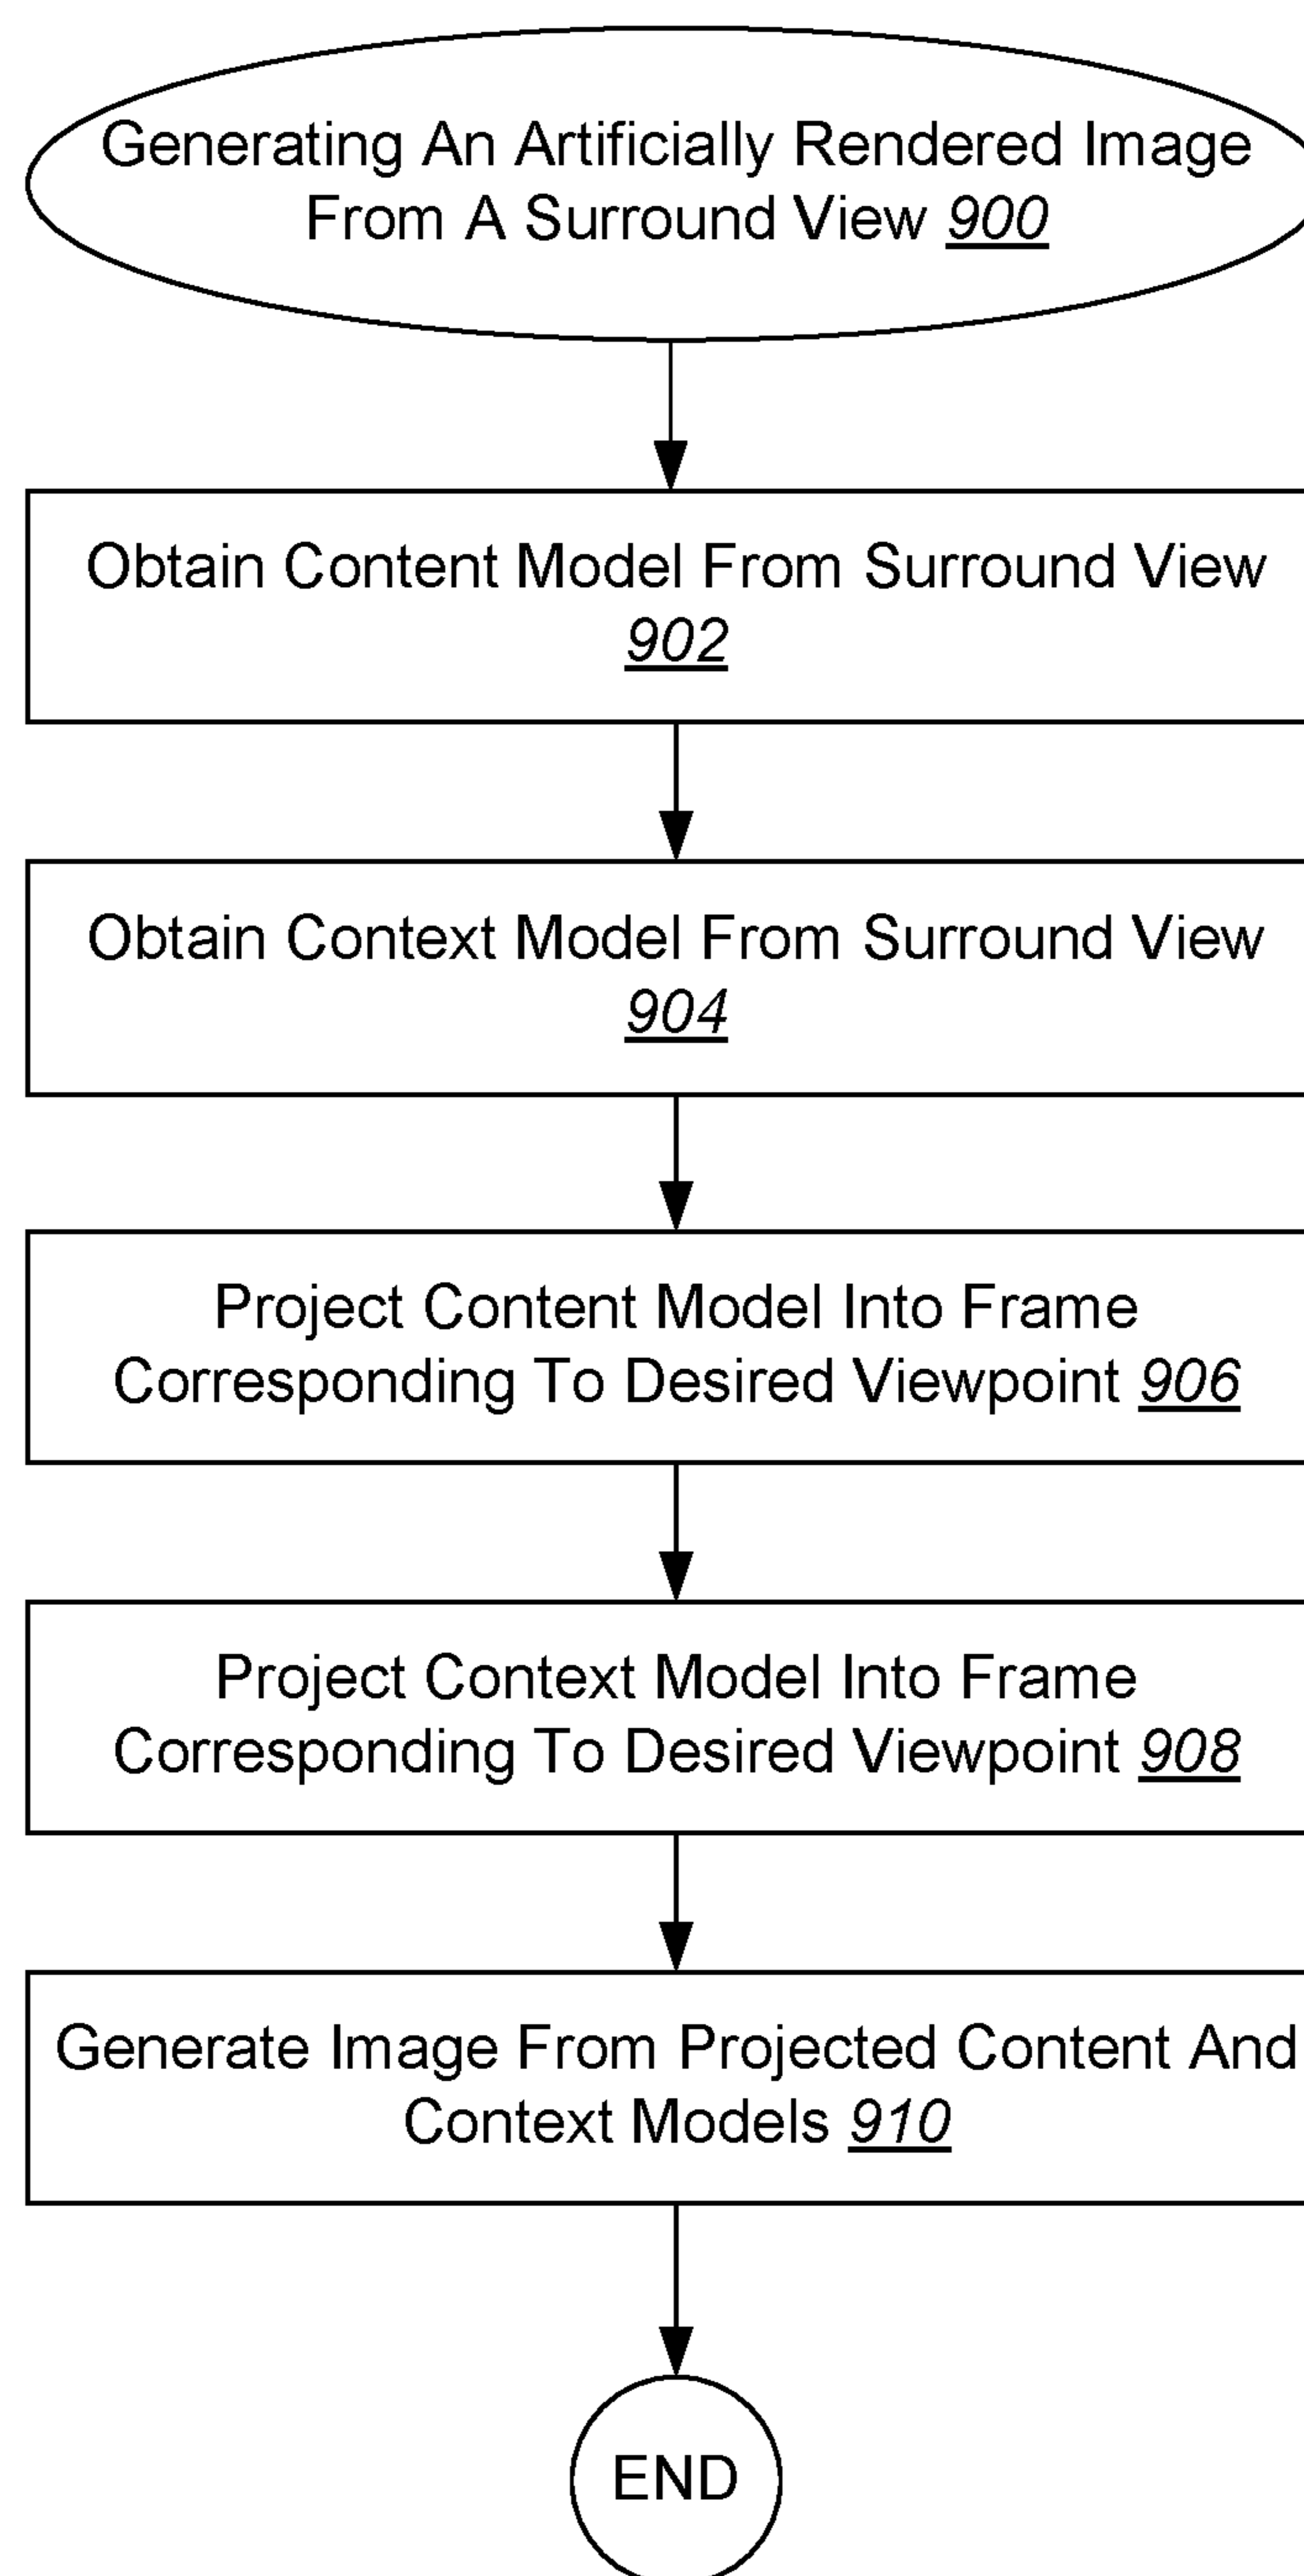 Generating An Artificially Rendered Image
From A Surround View 900
Obtain Content Model From Surround View
902
Obtain Context Model From Surround View
904
Project Content Model Into Frame
Corresponding To Desired Viewpoint 906
Project Context Model Into Frame
Corresponding To Desired Viewpoint 908
Generate Image From Projected Content And
Context Models 910
END